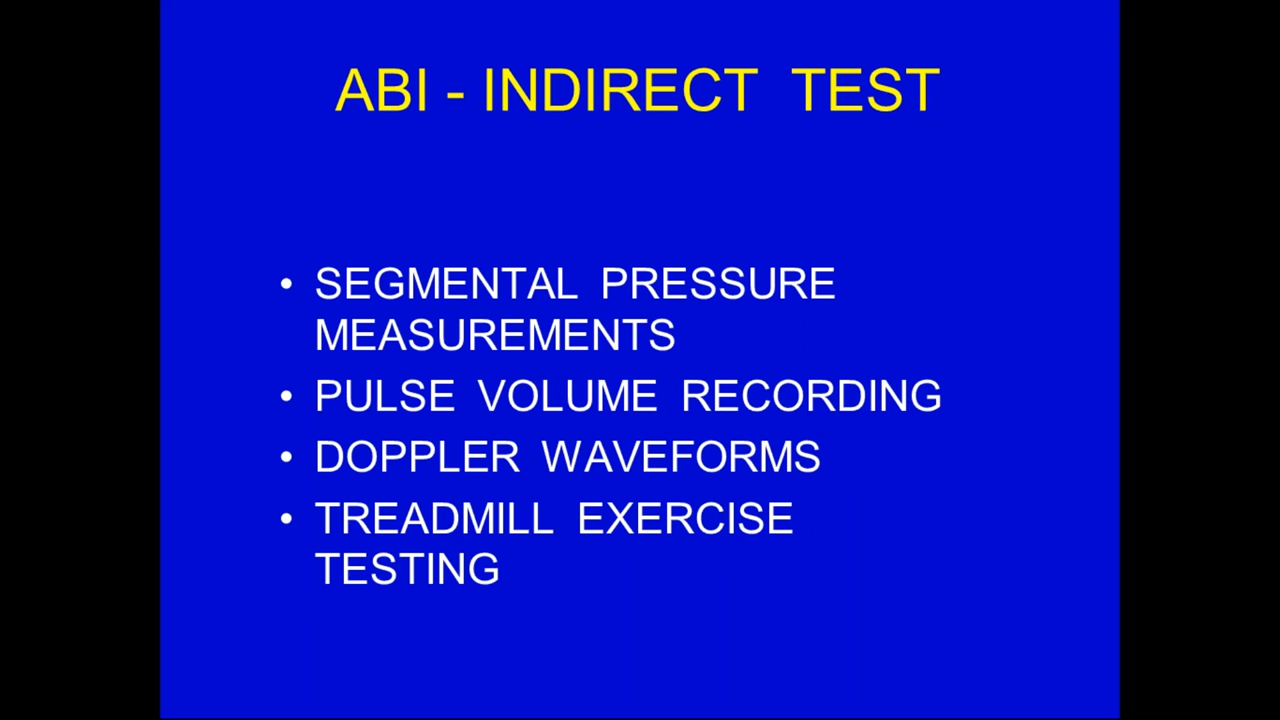 ABI - INDIRECT TEST
• SEGMENTAL PRESSURE
MEASUREMENTS
• PULSE VOLUME RECORDING
• DOPPLER WAVEFORMS
• TREADMILL EXERCISE
TESTING